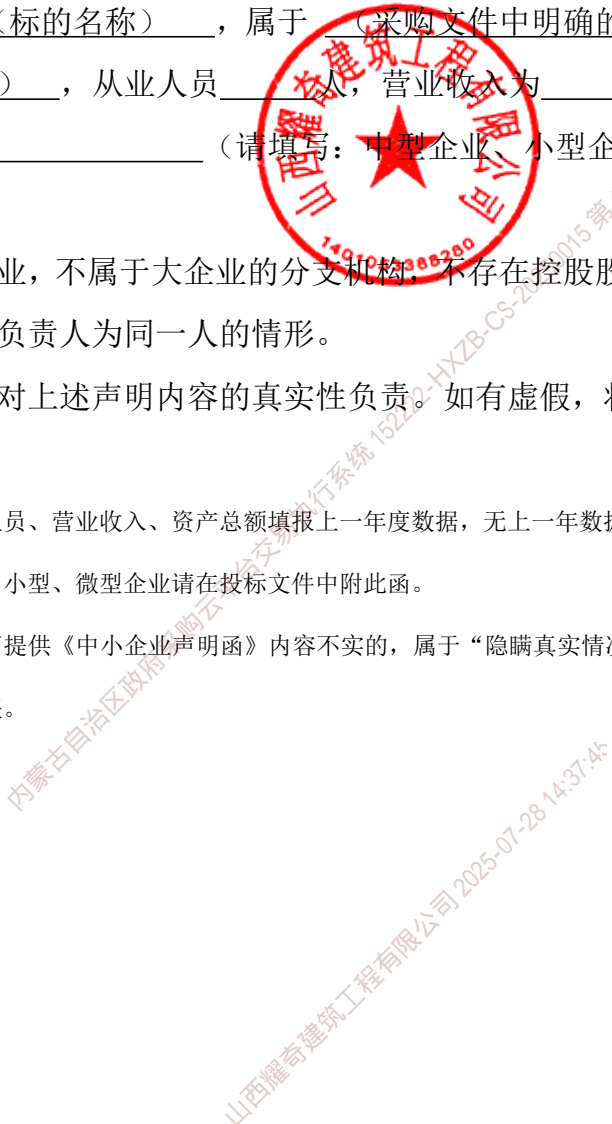 （标的名称） ，属于 （采购文件中明确的
） ，从业人员 人，营业收入为
（请填写：中型企业、小型企
业，不属于大企业的分支机构，不存在控股股
负责人为同一人的情形。
对上述声明内容的真实性负责。如有虚假，将
员、营业收入、资产总额填报上一年度数据，无上一年数据
小型、微型企业请在投标文件中附此函。
提供《中小企业声明函》内容不实的，属于“隐瞒真实情况
。
山西耀奇建筑工程有限公司
1401053388280
内蒙古自治区政府采购云平台交易执行系统 152222-HXZB-CS-20250015 第
山西耀奇建筑工程有限公司 2025-07-28 14:37:45